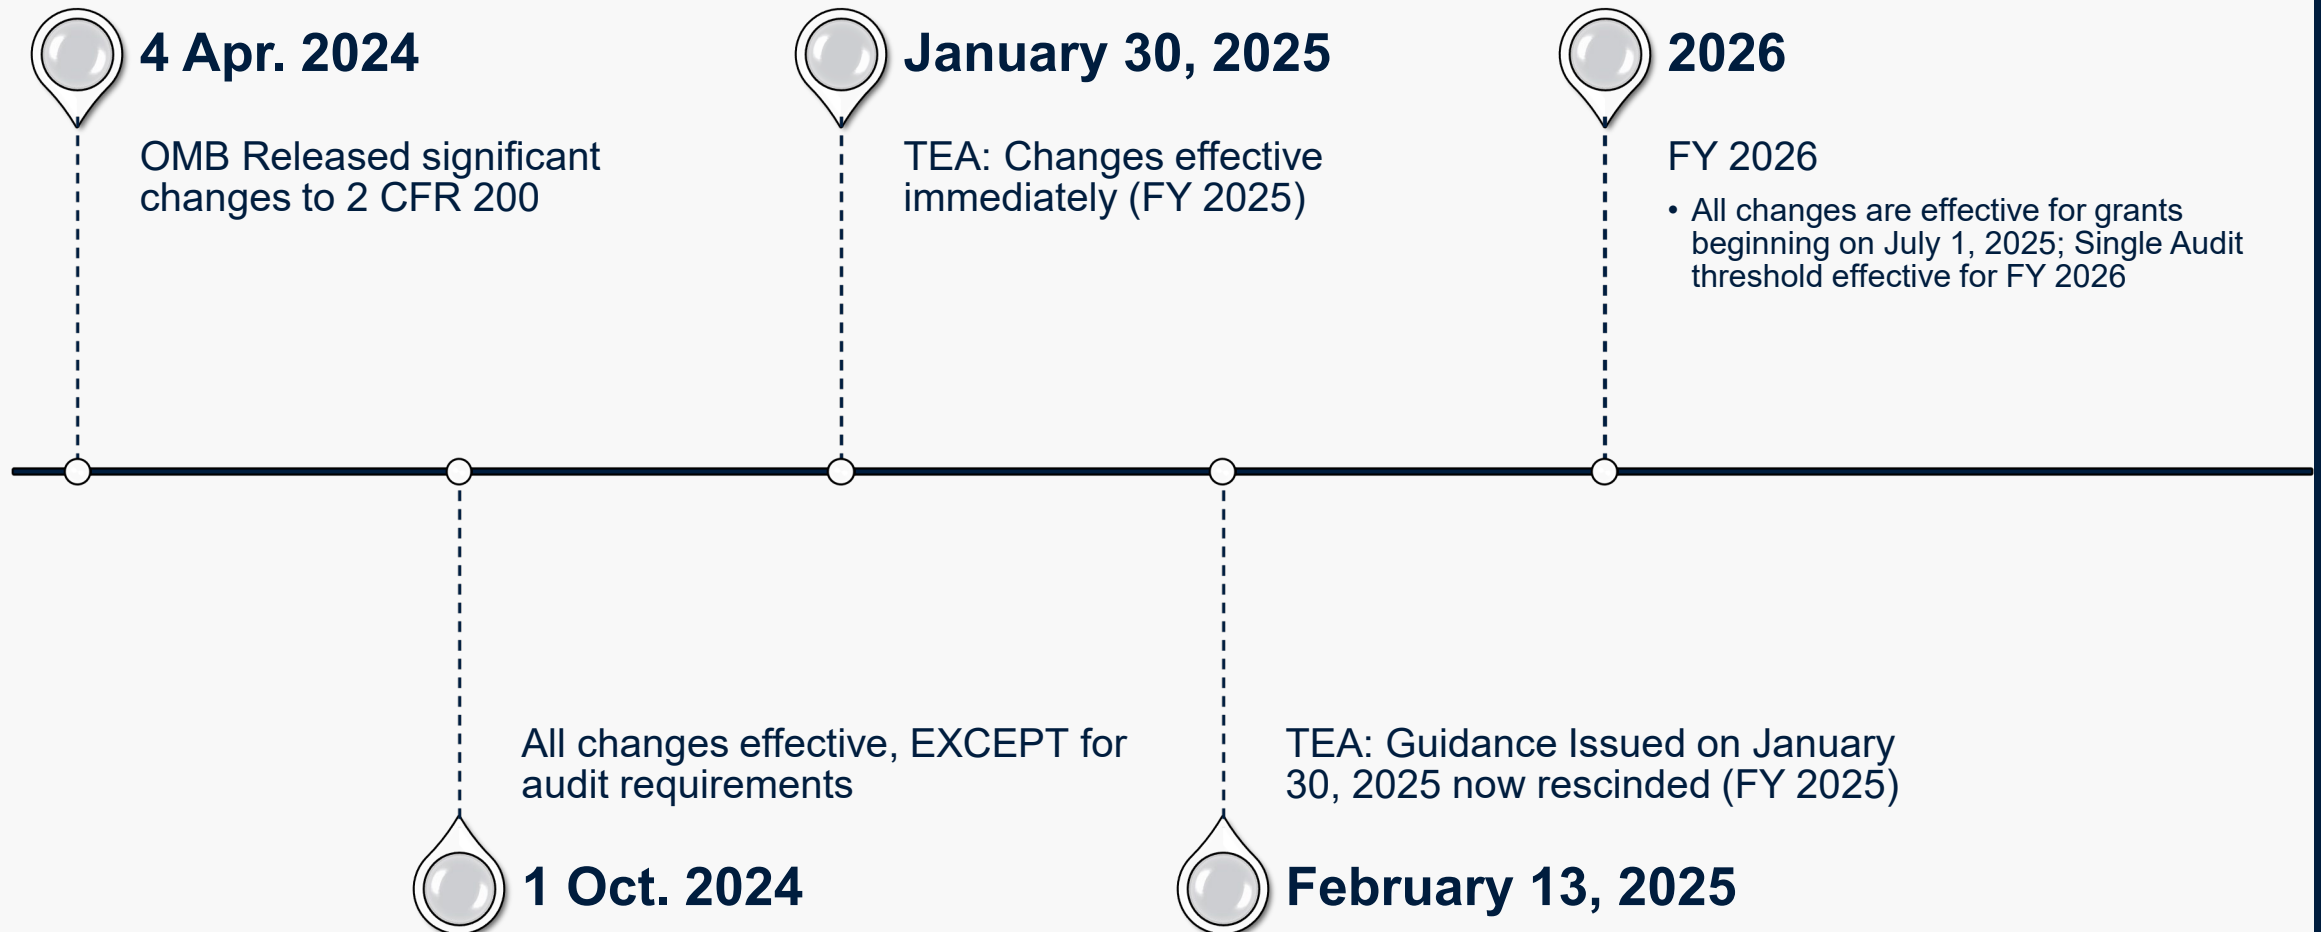 4 Apr. 2024
OMB Released significant
changes to 2 CFR 200
January 30, 2025
TEA: Changes effective
immediately (FY 2025)
2026
FY 2026
• All changes are effective for grants
beginning on July 1, 2025; Single Audit
threshold effective for FY 2026
All changes effective, EXCEPT for
audit requirements
1 Oct. 2024
TEA: Guidance Issued on January
30, 2025 now rescinded (FY 2025)
February 13, 2025